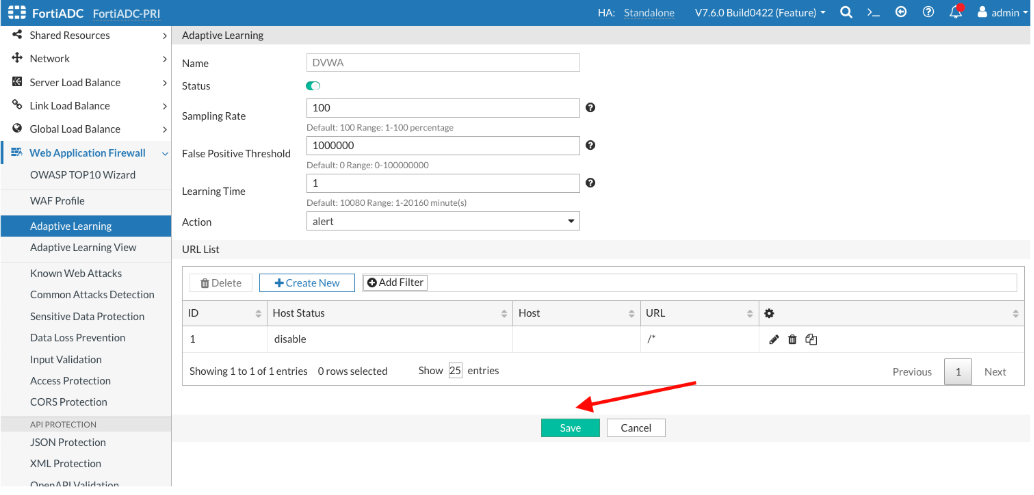 FortiADC FortiADC-PRI HA: Standalone V7.6.0 Build0422 (Feature) >_ admin
Shared Resources
Network
Server Load Balance
Link Load Balance
Global Load Balance
Web Application Firewall
OWASP TOP10 Wizard
WAF Profile
Adaptive Learning
Adaptive Learning View
Known Web Attacks
Common Attacks Detection
Sensitive Data Protection
Data Loss Prevention
Input Validation
Access Protection
CORS Protection
API PROTECTION
JSON Protection
XML Protection
OpenAPI Validation
Adaptive Learning
Name DVWA
Status
Sampling Rate 100
Default: 100 Range: 1-100 percentage
False Positive Threshold 1000000
Default: 0 Range: 0-100000000
Learning Time 1
Default: 10080 Range: 1-20160 minute(s)
Action alert
URL List
Delete Create New Add Filter
ID Host Status Host URL
1 disable /*
Showing 1 to 1 of 1 entries 0 rows selected Show 25 entries Previous 1 Next
Save Cancel